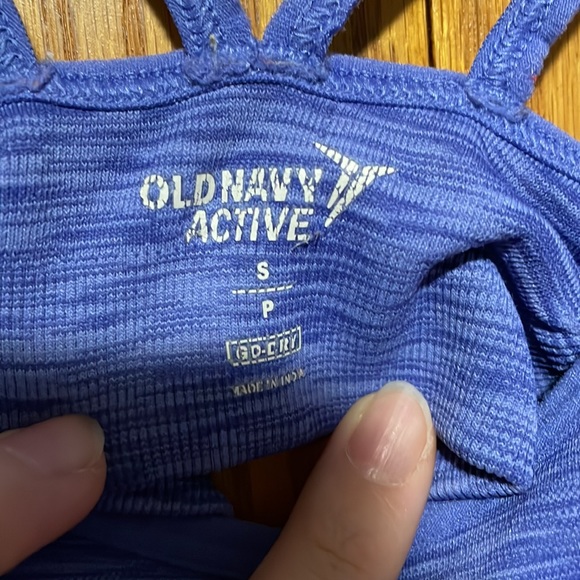 OLD NAVY
ACTIVE
S
P
GO-DRY
MADE IN INDIA